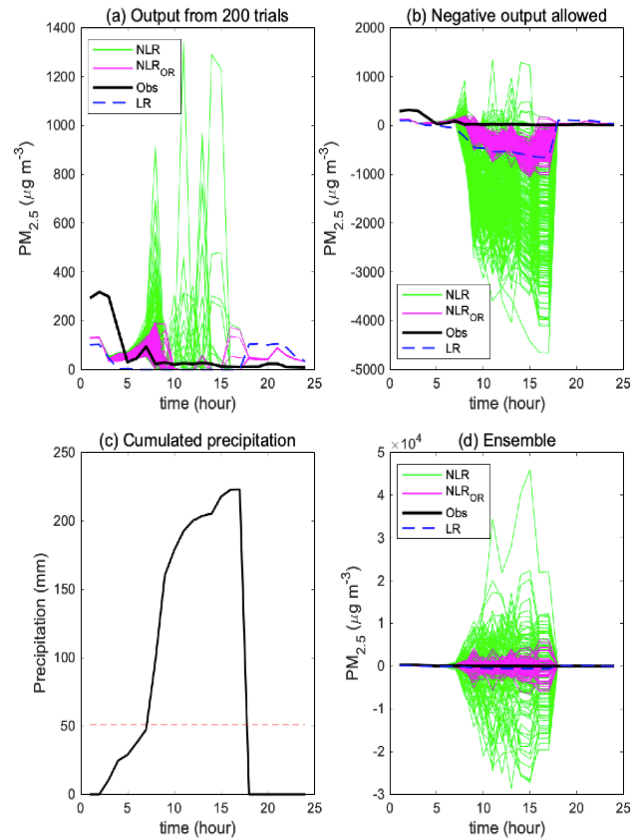 (a) Output from 200 trials
1400
1200
1000
800
600
400
200
0
PM2.5 (μg m-3)
NLR
NLROR
Obs
LR
0 5 10 15 20 25
time (hour)
(b) Negative output allowed
2000
1000
0
-1000
-2000
-3000
-4000
-5000
PM2.5 (μg m-3)
NLR
NLROR
Obs
LR
0 5 10 15 20 25
time (hour)
(c) Cumulated precipitation
250
200
150
100
50
0
Precipitation (mm)
0 5 10 15 20 25
time (hour)
(d) Ensemble
×10^4
5
4
3
2
1
0
-1
-2
-3
PM2.5 (μg m-3)
NLR
NLROR
Obs
LR
0 5 10 15 20 25
time (hour)